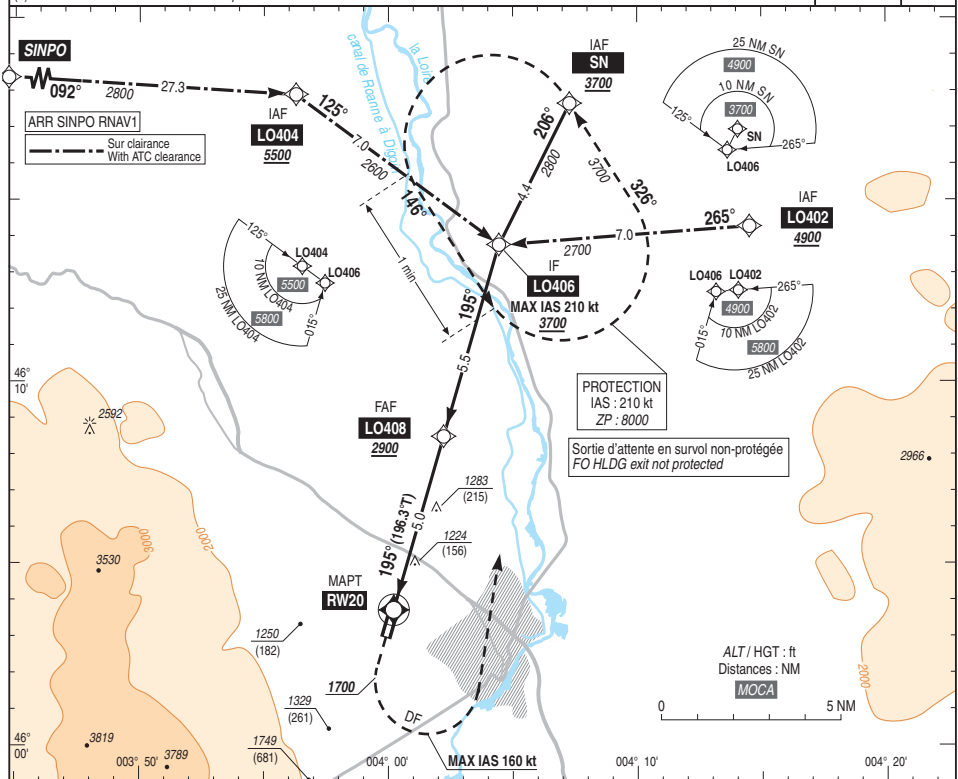 SINPO
092°
2800
27.3
ARR SINPO RNAV1
Sur clairance
With ATC clearance
IAF
LO404
5500
125°
7.0
2600
canal de Roanne à Digoin
la Loire
IAF
SN
3700
206°
2800
4.4
3700
326°
146°
1 min
25 NM SN
4900
10 NM SN
3700
SN
125°
LO406
265°
IAF
LO402
4900
265°
7.0
2700
IF
LO406
MAX IAS 210 kt
3700
125°
LO404
LO406
5500
10 NM LO404
5800
25 NM LO404
015°
LO406
LO402
265°
4900
10 NM LO402
5800
25 NM LO402
015°
195°
5.5
PROTECTION
IAS : 210 kt
ZP : 8000
Sortie d'attente en survol non-protégée
FO HLDG exit not protected
46°
10'
2592
FAF
LO408
2900
2966
1283
(215)
195° (196.3°T)
5.0
1224
(156)
2000
3000
3530
MAPT
RW20
1250
(182)
1700
1329
(261)
DF
MAX IAS 160 kt
1749
(681)
3819
3789
ALT / HGT : ft
Distances : NM
MOCA
0
5 NM
2000
46°
00'
003° 50'
004° 00'
004° 10'
004° 20'